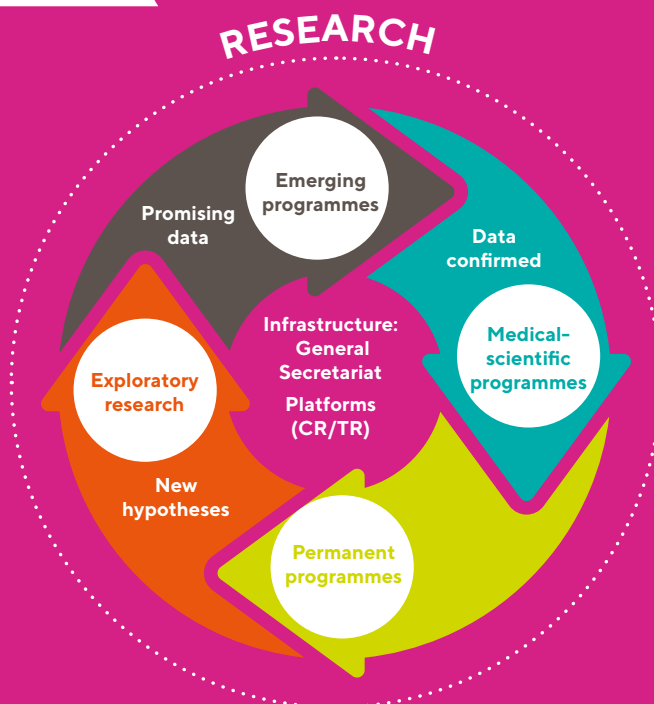 RESEARCH
Emerging
programmes
Promising
data
Data
confirmed
Infrastructure:
General
Secretariat
Platforms
(CR/TR)
Medical-
scientific
programmes
Exploratory
research
New
hypotheses
Permanent
programmes